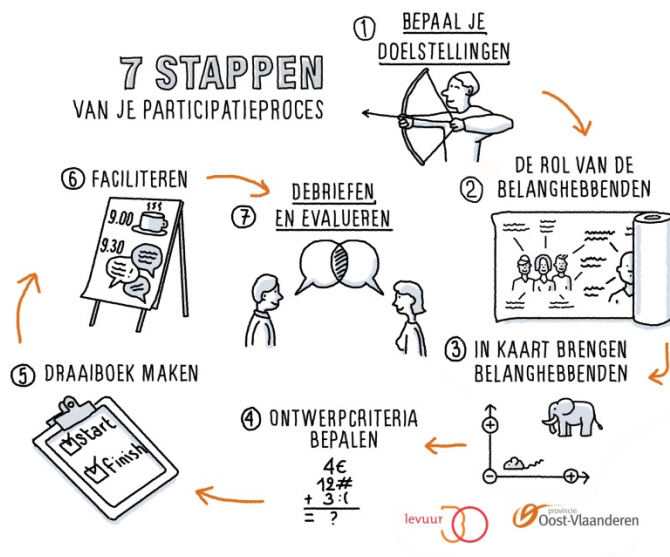 7 STAPPEN
VAN JE PARTICIPATIEPROCES
① BEPAAL JE
DOELSTELLINGEN
② DE ROL VAN DE
BELANGHEBBENDEN
③ IN KAART BRENGEN
BELANGHEBBENDEN
+
- +
④ ONTWERPCRITERIA
BEPALEN
4€
12#
+ 3:(
= ?
⑤ DRAAIBOEK MAKEN
start
finish
⑥ FACILITEREN
9.00
9.30
⑦ DEBRIEFEN
EN EVALUEREN
levuur
provincie
Oost-Vlaanderen